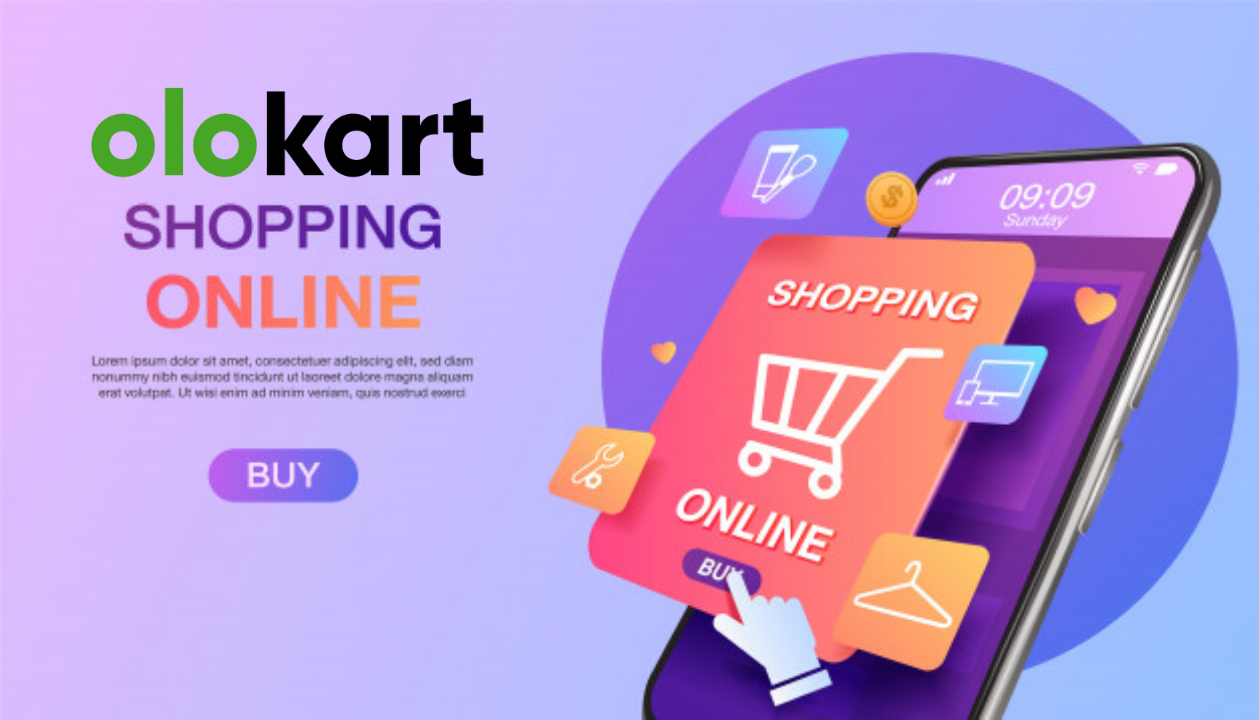 olokart
SHOPPING
ONLINE
Lorem ipsum dolor sit amet, consectetuer adipiscing elit, sed diam
nonummy nibh euismod tincidunt ut laoreet dolore magna aliquam
erat volutpat. Ut wisi enim ad minim veniam, quis nostrud exerci
BUY
09:09
Sunday
$
SHOPPING
ONLINE
BUY